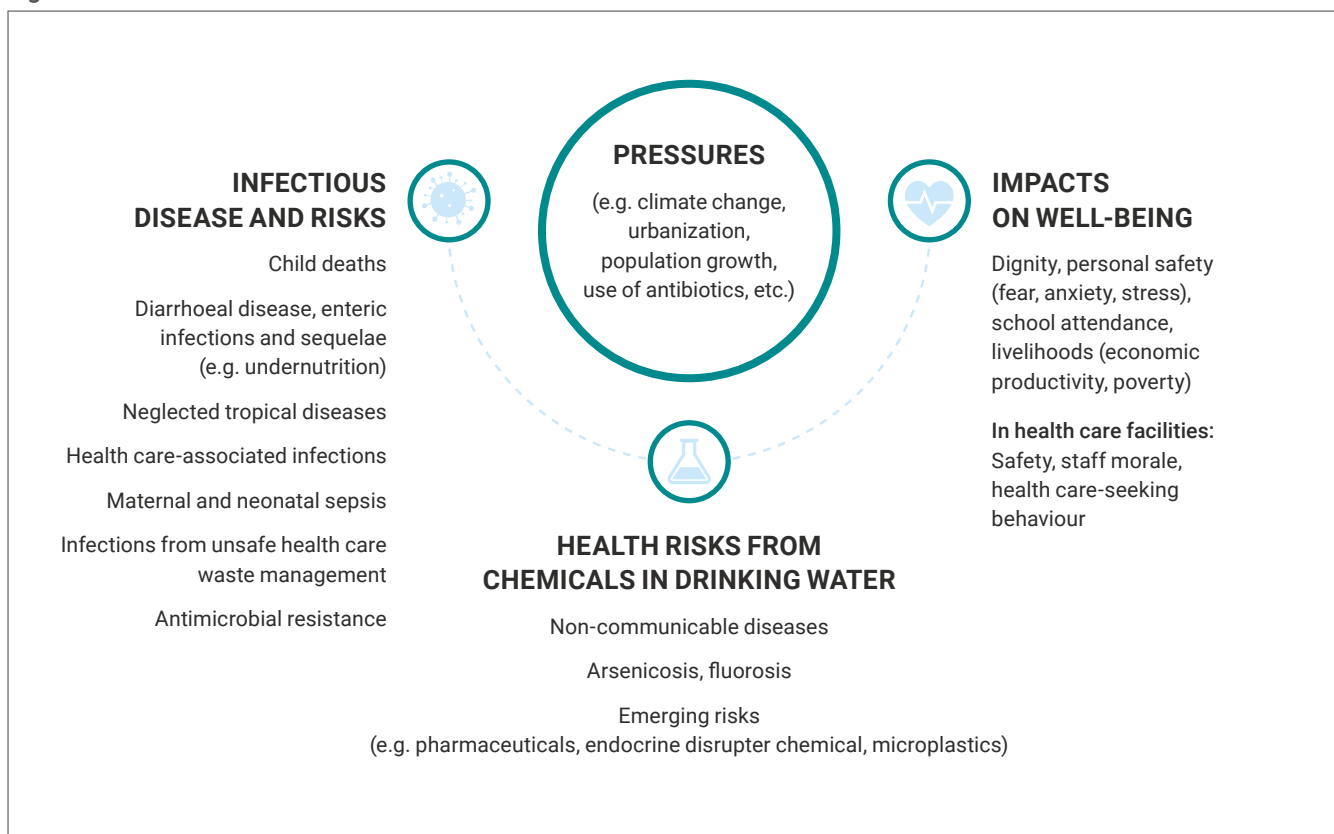 PRESSURES
(e.g. climate change,
urbanization,
population growth,
use of antibiotics, etc.)
INFECTIOUS
DISEASE AND RISKS
Child deaths
Diarrhoeal disease, enteric
infections and sequelae
(e.g. undernutrition)
Neglected tropical diseases
Health care-associated infections
Maternal and neonatal sepsis
Infections from unsafe health care
waste management
Antimicrobial resistance
HEALTH RISKS FROM
CHEMICALS IN DRINKING WATER
Non-communicable diseases
Arsenicosis, fluorosis
Emerging risks
(e.g. pharmaceuticals, endocrine disrupter chemical, microplastics)
IMPACTS
ON WELL-BEING
Dignity, personal safety
(fear, anxiety, stress),
school attendance,
livelihoods (economic
productivity, poverty)
In health care facilities:
Safety, staff morale,
health care-seeking
behaviour